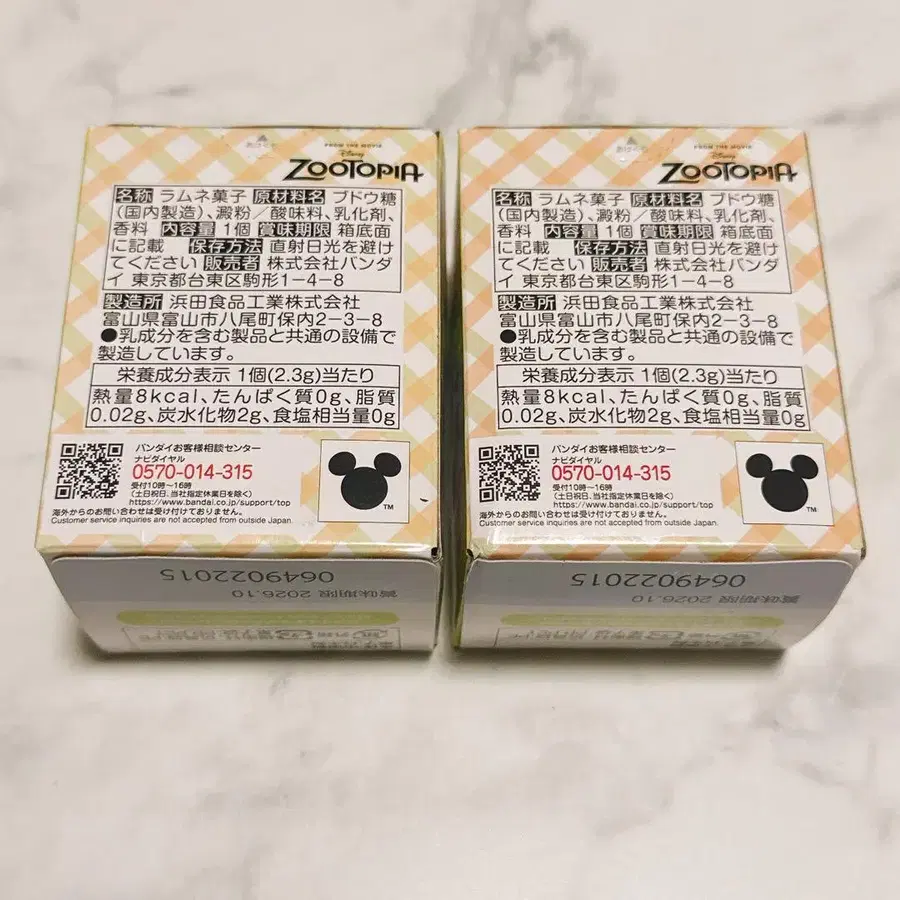 FROM THE MOVIE
Disney
ZOOTOPIA
名称 ラムネ菓子 原材料名 ブドウ糖
(国内製造)、澱粉/酸味料、乳化剤、
香料 内容量 1個 賞味期限 箱底面
に記載 保存方法 直射日光を避け
てください 販売者 株式会社バンダ
イ 東京都台東区駒形1-4-8
製造所 浜田食品工業株式会社
富山県富山市八尾町保内2-3-8
●乳成分を含む製品と共通の設備で
製造しています。
栄養成分表示 1個(2.3g)当たり
熱量8kcal、たんぱく質0g、脂質
0.02g、炭水化物2g、食塩相当量0g
バンダイお客様相談センター
ナビダイヤル
0570-014-315
受付10時～16時
(土日祝日、当社指定休業日を除く)
https://www.bandai.co.jp/support/top
海外からのお問い合わせは受け付けておりません。
Customer service inquiries are not accepted from outside Japan.
TM
賞味期限 2026.10
0649022015
FROM THE MOVIE
Disney
ZOOTOPIA
名称 ラムネ菓子 原材料名 ブドウ糖
(国内製造)、澱粉/酸味料、乳化剤、
香料 内容量 1個 賞味期限 箱底面
に記載 保存方法 直射日光を避け
てください 販売者 株式会社バンダ
イ 東京都台東区駒形1-4-8
製造所 浜田食品工業株式会社
富山県富山市八尾町保内2-3-8
●乳成分を含む製品と共通の設備で
製造しています。
栄養成分表示 1個(2.3g)当たり
熱量8kcal、たんぱく質0g、脂質
0.02g、炭水化物2g、食塩相当量0g
バンダイお客様相談センター
ナビダイヤル
0570-014-315
受付10時～16時
(土日祝日、当社指定休業日を除く)
https://www.bandai.co.jp/support/top
海外からのお問い合わせは受け付けておりません。
Customer service inquiries are not accepted from outside Japan.
TM
賞味期限 2026.10
0649022015